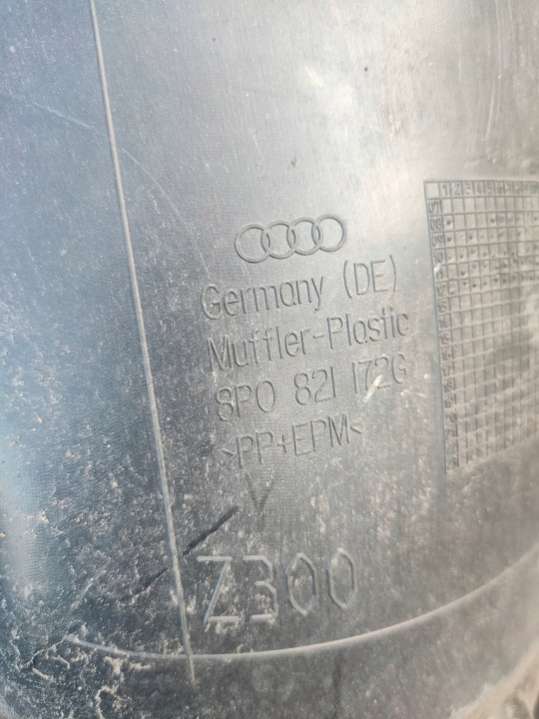 Germany (DE)
Muffler-Plastic
8P0 821 172G
>PP+EPM<
Z300